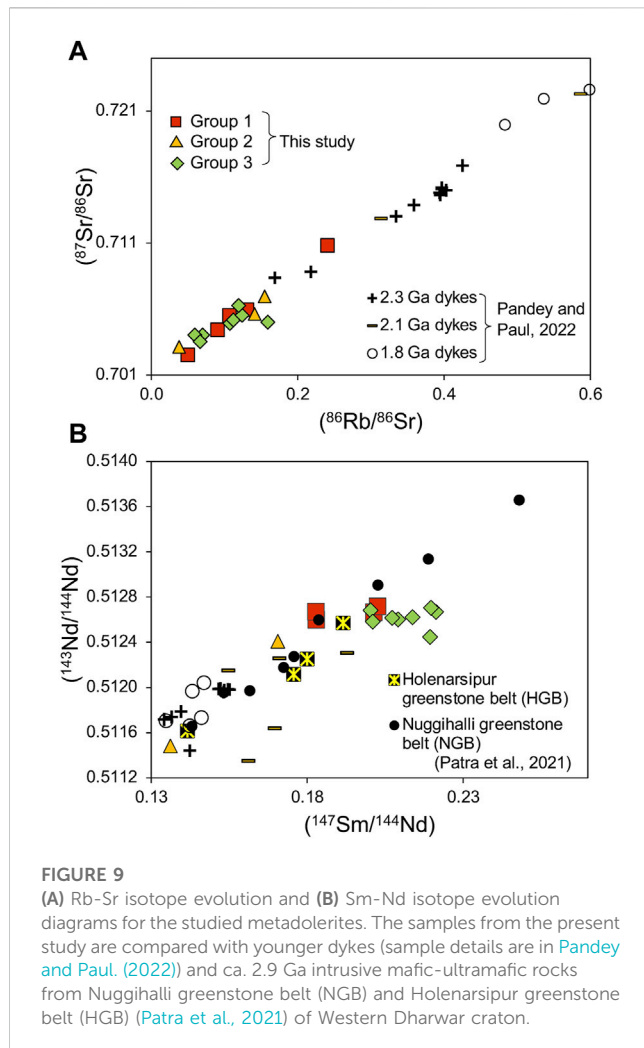 A
0.721
0.711
0.701
(⁸⁷Sr/⁸⁶Sr)
Group 1
Group 2
Group 3
This study
2.3 Ga dykes
2.1 Ga dykes
1.8 Ga dykes
Pandey and
Paul, 2022
0.0
0.2
0.4
0.6
(⁸⁶Rb/⁸⁶Sr)
B
0.5140
0.5136
0.5132
0.5128
0.5124
0.5120
0.5116
0.5112
(¹⁴³Nd/¹⁴⁴Nd)
Holenarsipur
greenstone belt (HGB)
Nuggihalli greenstone
belt (NGB)
(Patra et al., 2021)
0.13
0.18
0.23
(¹⁴⁷Sm/¹⁴⁴Nd)
FIGURE 9
(A) Rb-Sr isotope evolution and (B) Sm-Nd isotope evolution
diagrams for the studied metadolerites. The samples from the present
study are compared with younger dykes (sample details are in Pandey
and Paul. (2022)) and ca. 2.9 Ga intrusive mafic-ultramafic rocks
from Nuggihalli greenstone belt (NGB) and Holenarsipur greenstone
belt (HGB) (Patra et al., 2021) of Western Dharwar craton.